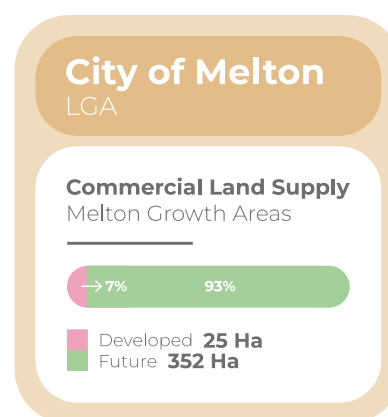 City of Melton
LGA
Commercial Land Supply
Melton Growth Areas
→7% 93%
Developed 25 Ha
Future 352 Ha